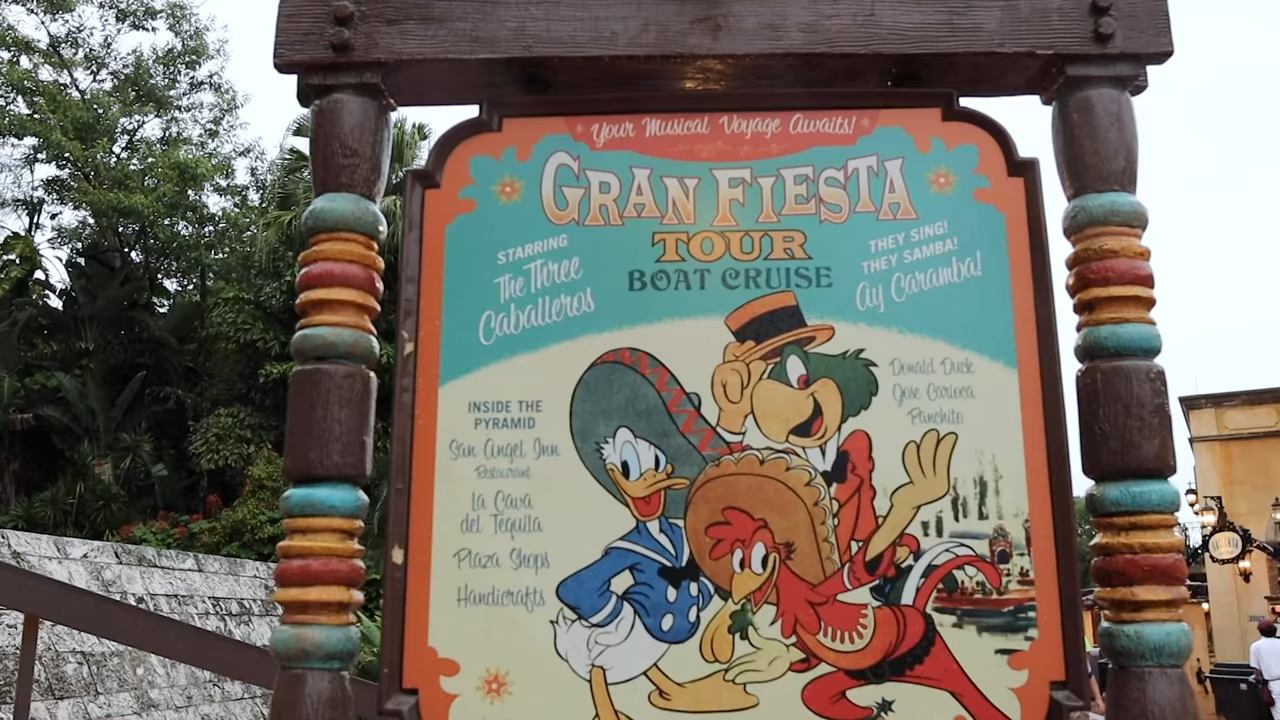 Your Musical Voyage Awaits!
GRAN FIESTA
TOUR
BOAT CRUISE
STARRING
The Three
Caballeros
THEY SING!
THEY SAMBA!
Ay Caramba!
Donald Duck
Jose Carioca
Panchito
INSIDE THE
PYRAMID
San Angel Inn
Restaurant
La Cava
del Tequila
Plaza Shops
Handicrafts